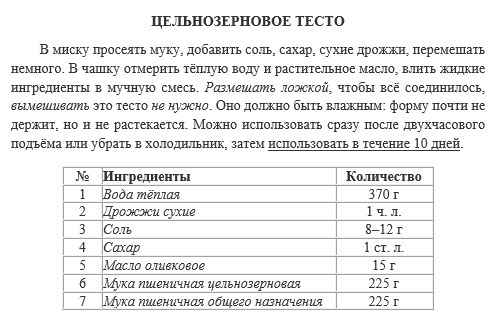 ЦЕЛЬНОЗЕРНОВОЕ ТЕСТО
В миску просеять муку, добавить соль, сахар, сухие дрожжи, перемешать
немного. В чашку отмерить тёплую воду и растительное масло, влить жидкие
ингредиенты в мучную смесь. Размешать ложкой, чтобы всё соединилось,
вымешивать это тесто не нужно. Оно должно быть влажным: форму почти не
держит, но и не растекается. Можно использовать сразу после двухчасового
подъёма или убрать в холодильник, затем использовать в течение 10 дней.
№ Ингредиенты Количество
1 Вода тёплая 370 г
2 Дрожжи сухие 1 ч. л.
3 Соль 8–12 г
4 Сахар 1 ст. л.
5 Масло оливковое 15 г
6 Мука пшеничная цельнозерновая 225 г
7 Мука пшеничная общего назначения 225 г